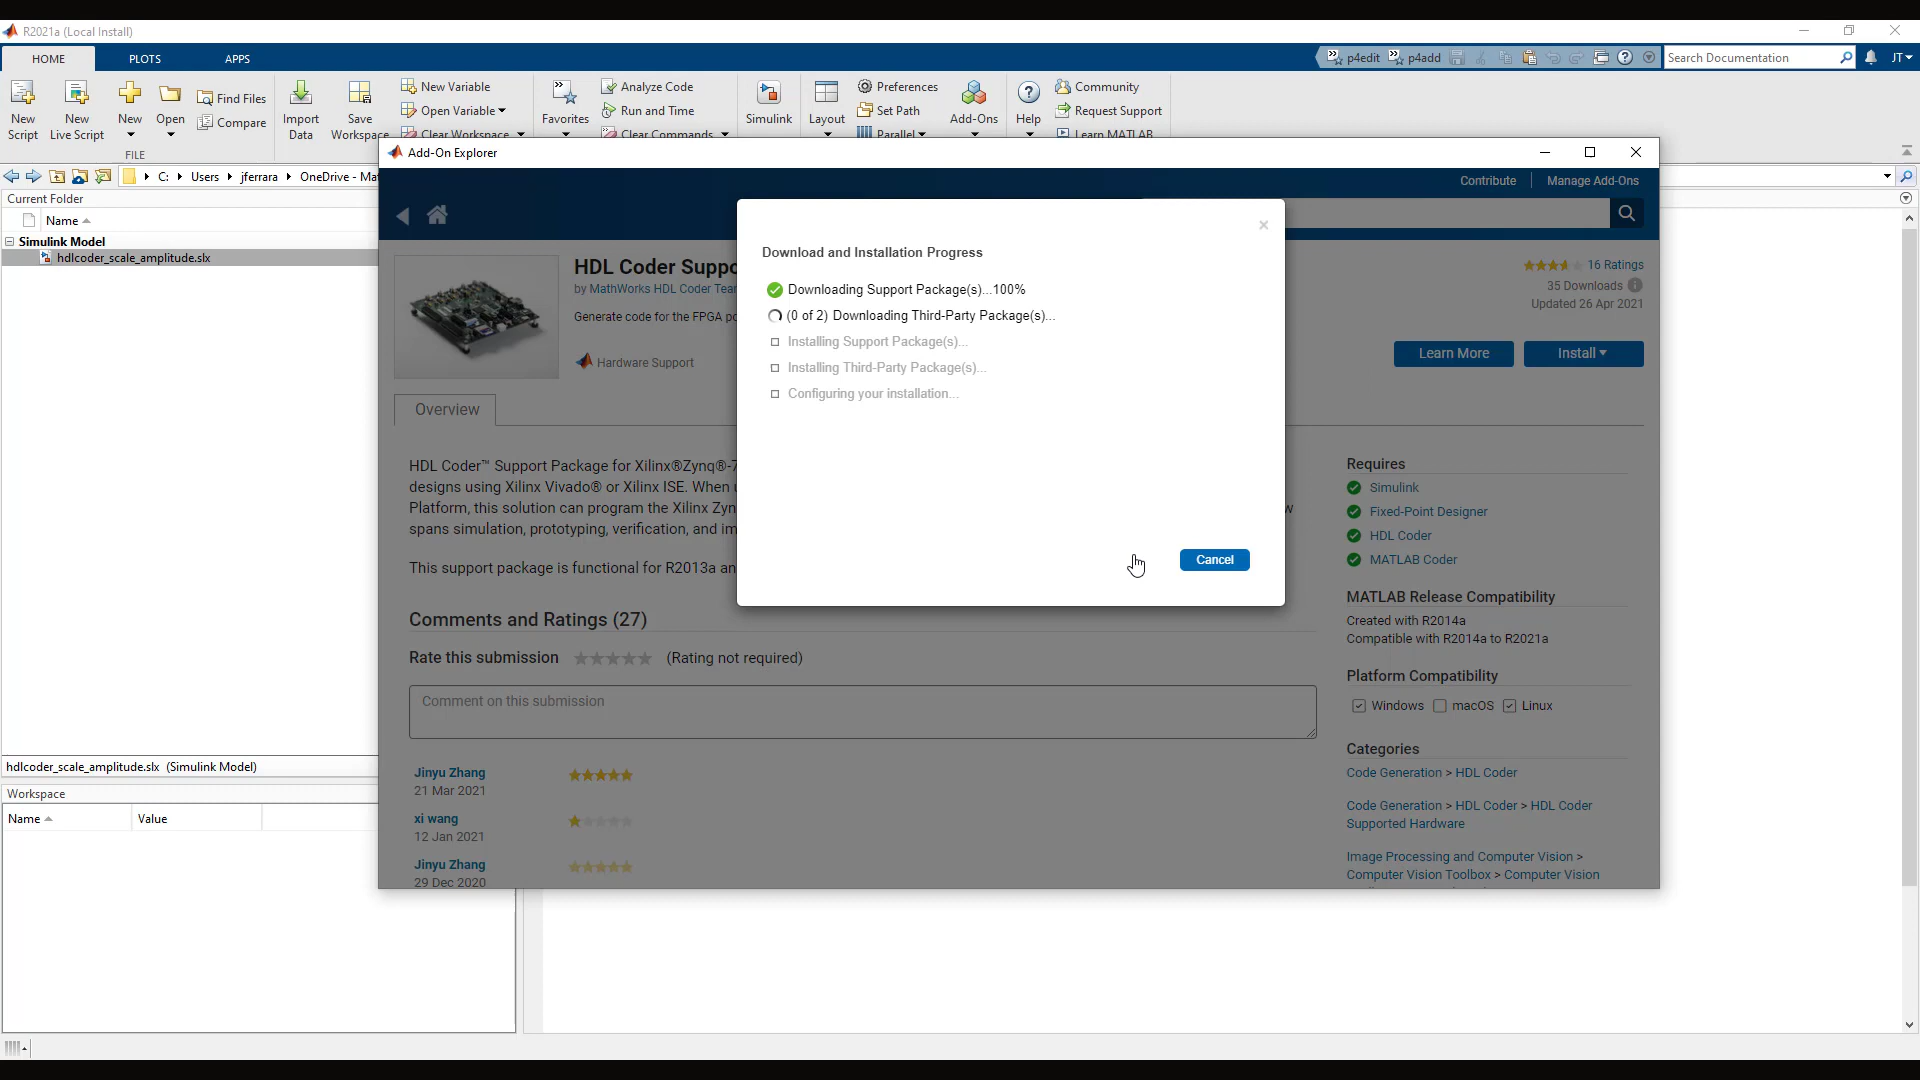 R2021a (Local Install)
HOME
PLOTS
APPS
p4edit
p4add
Search Documentation
JT
New Script
New Live Script
New
Open
Find Files
Compare
Import Data
Save Workspace
New Variable
Open Variable
Clear Workspace
Favorites
Analyze Code
Run and Time
Clear Commands
Simulink
Layout
Preferences
Set Path
Parallel
Add-Ons
Help
Community
Request Support
Learn MATLAB
FILE
C:
Users
jferrara
OneDrive - Mat
Current Folder
Name
Simulink Model
hdlcoder_scale_amplitude.slx
hdlcoder_scale_amplitude.slx (Simulink Model)
Workspace
Name
Value
Add-On Explorer
Contribute
Manage Add-Ons
HDL Coder Suppo
by MathWorks HDL Coder Tear
Generate code for the FPGA po
Hardware Support
16 Ratings
35 Downloads
Updated 26 Apr 2021
Learn More
Install
Overview
HDL Coder™ Support Package for Xilinx®Zynq®-7
designs using Xilinx Vivado® or Xilinx ISE. When u
Platform, this solution can program the Xilinx Zyn
spans simulation, prototyping, verification, and im
This support package is functional for R2013a an
Download and Installation Progress
Downloading Support Package(s)...100%
(0 of 2) Downloading Third-Party Package(s)...
Installing Support Package(s)...
Installing Third-Party Package(s)...
Configuring your installation...
Cancel
w
Comments and Ratings (27)
Rate this submission
(Rating not required)
Comment on this submission
Jinyu Zhang
21 Mar 2021
xi wang
12 Jan 2021
Jinyu Zhang
29 Dec 2020
Requires
Simulink
Fixed-Point Designer
HDL Coder
MATLAB Coder
MATLAB Release Compatibility
Created with R2014a
Compatible with R2014a to R2021a
Platform Compatibility
Windows
macOS
Linux
Categories
Code Generation > HDL Coder
Code Generation > HDL Coder > HDL Coder
Supported Hardware
Image Processing and Computer Vision >
Computer Vision Toolbox > Computer Vision